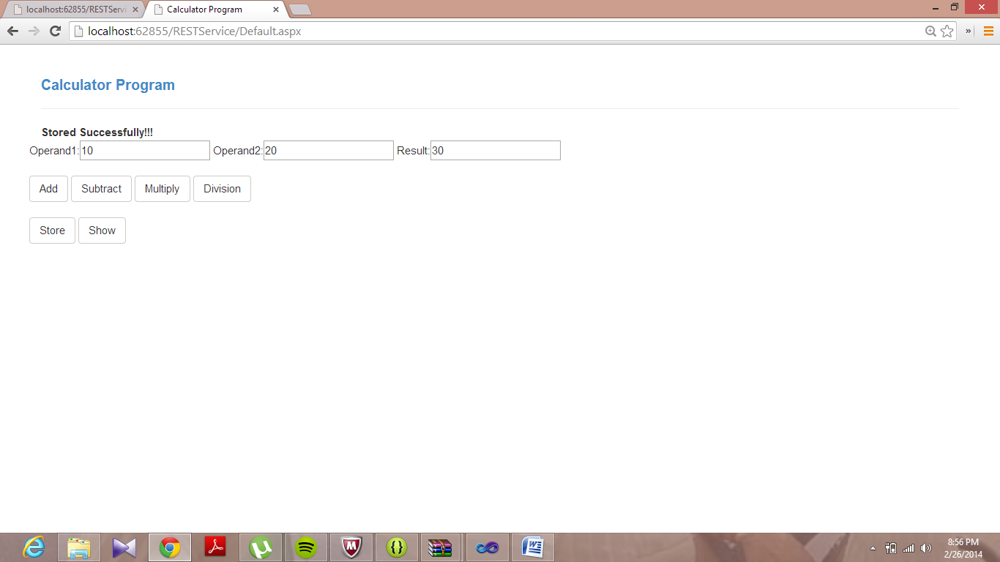 localhost:62855/RESTServi
Calculator Program
localhost:62855/RESTService/Default.aspx
Calculator Program
Stored Successfully!!!
Operand1: 10 Operand2: 20 Result: 30
Add Subtract Multiply Division
Store Show
8:56 PM
2/26/2014